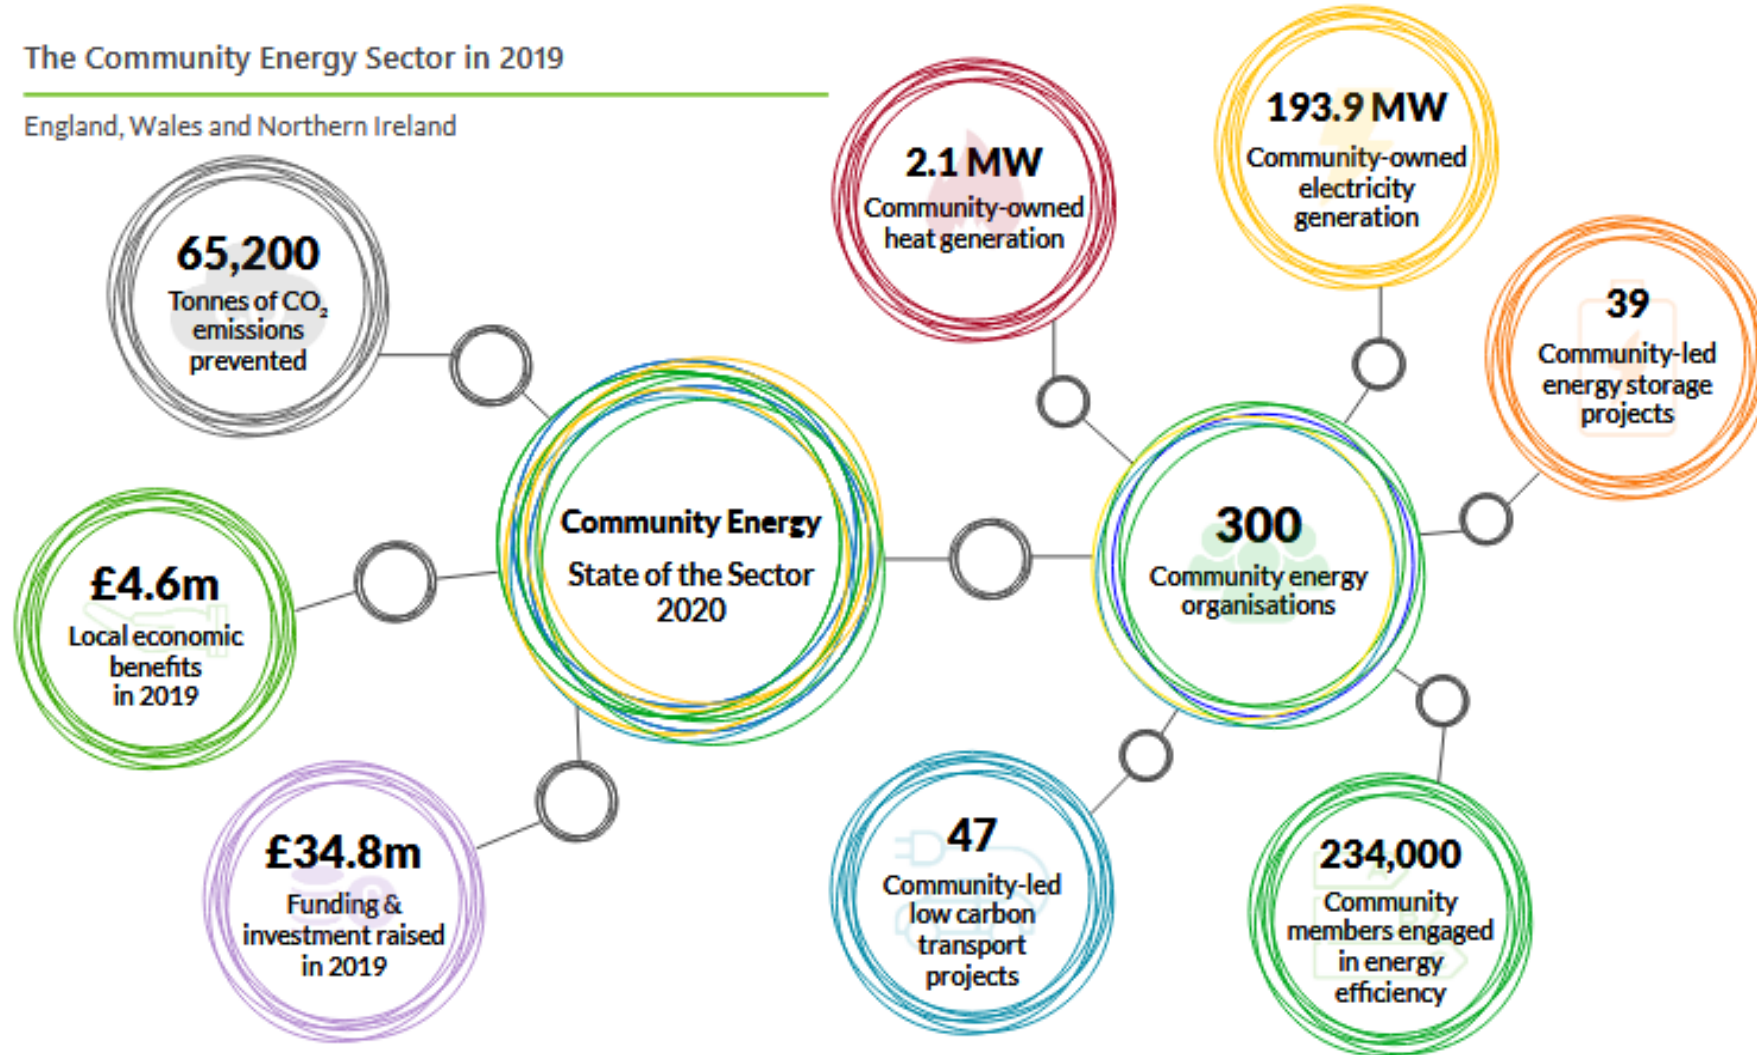 The Community Energy Sector in 2019
England, Wales and Northern Ireland
65,200
Tonnes of CO₂
emissions
prevented
£4.6m
Local economic
benefits
in 2019
£34.8m
Funding &
investment raised
in 2019
Community Energy
State of the Sector
2020
2.1 MW
Community-owned
heat generation
193.9 MW
Community-owned
electricity
generation
39
Community-led
energy storage
projects
300
Community energy
organisations
47
Community-led
low carbon
transport
projects
234,000
Community
members engaged
in energy
efficiency